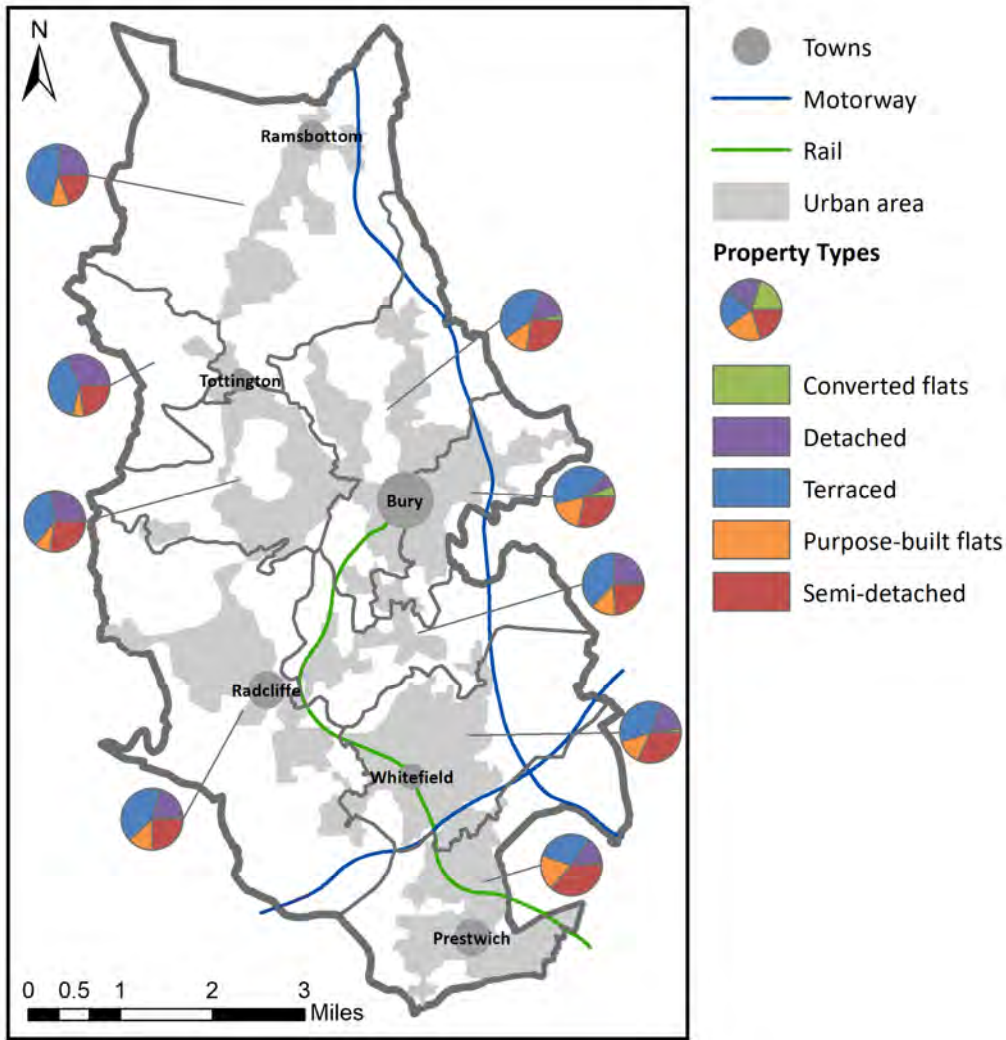 N
Ramsbottom
Tottington
Bury
Radcliffe
Whitefield
Prestwich
0 0.5 1 2 3
Miles
Towns
Motorway
Rail
Urban area
Property Types
Converted flats
Detached
Terraced
Purpose-built flats
Semi-detached